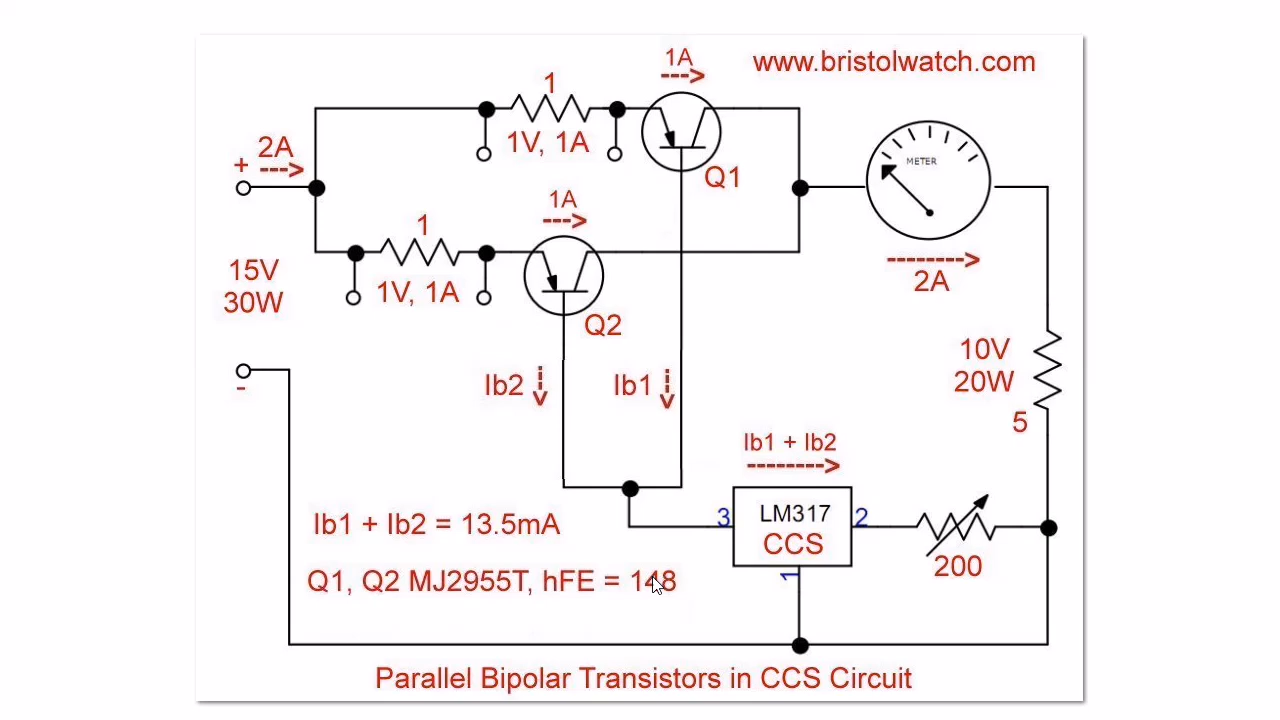 www.bristolwatch.com
1A
--->
1
1V, 1A
Q1
METER
+
2A
--->
1A
--->
1
1V, 1A
Q2
15V
30W
-------->
2A
-
Ib2
Ib1
10V
20W
5
Ib1 + Ib2
-------->
3
LM317
2
CCS
1
200
Ib1 + Ib2 = 13.5mA
Q1, Q2 MJ2955T, hFE = 148
Parallel Bipolar Transistors in CCS Circuit